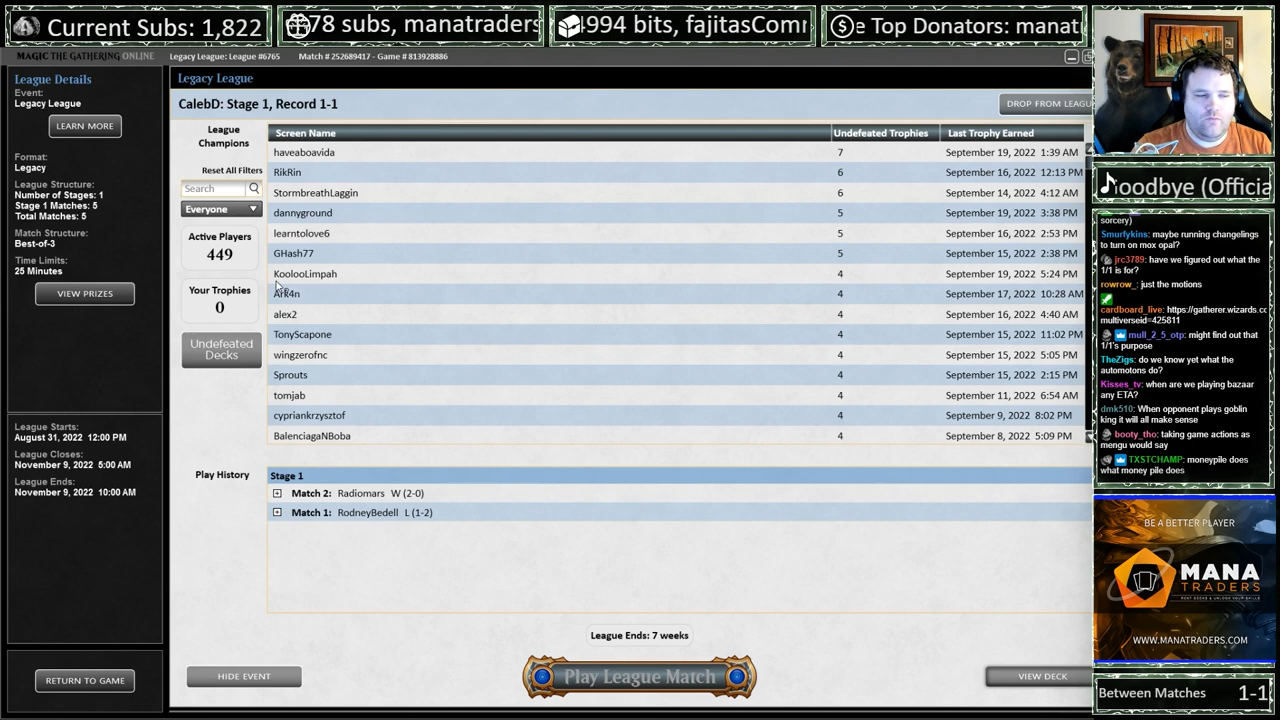 Current Subs: 1,822
78 subs, manatraders
4994 bits, fajitasCom
e Top Donators: manat
MAGIC THE GATHERING ONLINE
Legacy League: League #6765
Match # 252689417 - Game # 813928886
League Details
Event:
Legacy League
LEARN MORE
Format:
Legacy
League Structure:
Number of Stages: 1
Stage 1 Matches: 5
Total Matches: 5
Match Structure:
Best-of-3
Time Limits:
25 Minutes
VIEW PRIZES
League Starts:
August 31, 2022 12:00 PM
League Closes:
November 9, 2022 5:00 AM
League Ends:
November 9, 2022 10:00 AM
RETURN TO GAME
Legacy League
CalebD: Stage 1, Record 1-1
DROP FROM LEAGU
League
Champions
Reset All Filters
Search
Everyone
Active Players
449
Your Trophies
0
Undefeated
Decks
Screen Name Undefeated Trophies Last Trophy Earned
haveaboavida 7 September 19, 2022 1:39 AM
RikRin 6 September 16, 2022 12:13 PM
StormbreathLaggin 6 September 14, 2022 4:12 AM
dannyground 5 September 19, 2022 3:38 PM
learntolove6 5 September 16, 2022 2:53 PM
GHash77 5 September 15, 2022 2:38 PM
KoolooLimpah 4 September 19, 2022 5:24 PM
Ark4n 4 September 17, 2022 10:28 AM
alex2 4 September 16, 2022 4:40 AM
TonyScapone 4 September 15, 2022 11:02 PM
wingzerofnc 4 September 15, 2022 5:05 PM
Sprouts 4 September 15, 2022 2:15 PM
tomjab 4 September 11, 2022 6:54 AM
cypriankrzysztof 4 September 9, 2022 8:02 PM
BalenciagaNBoba 4 September 8, 2022 5:09 PM
Play History
Stage 1
Match 2: Radiomars W (2-0)
Match 1: RodneyBedell L (1-2)
League Ends: 7 weeks
HIDE EVENT
Play League Match
VIEW DECK
oodbye (Officia
sorcery)
Smurfykins: maybe running changelings
to turn on mox opal?
jrc3789: have we figured out what the
1/1 is for?
rowrow_: just the motions
cardboard_live: https://gatherer.wizards.cc
multiverseid=425811
mull_2_5_otp: might find out that
1/1's purpose
TheZigs: do we know yet what the
automotons do?
Kisses_tv: when are we playing bazaar
any ETA?
dmk510: When opponent plays goblin
king it will all make sense
booty_tho: taking game actions as
mengu would say
TXSTCHAMP: moneypile does
what money pile does
BE A BETTER PLAYER
MANA
TRADERS
WWW.MANATRADERS.COM
Between Matches 1-1